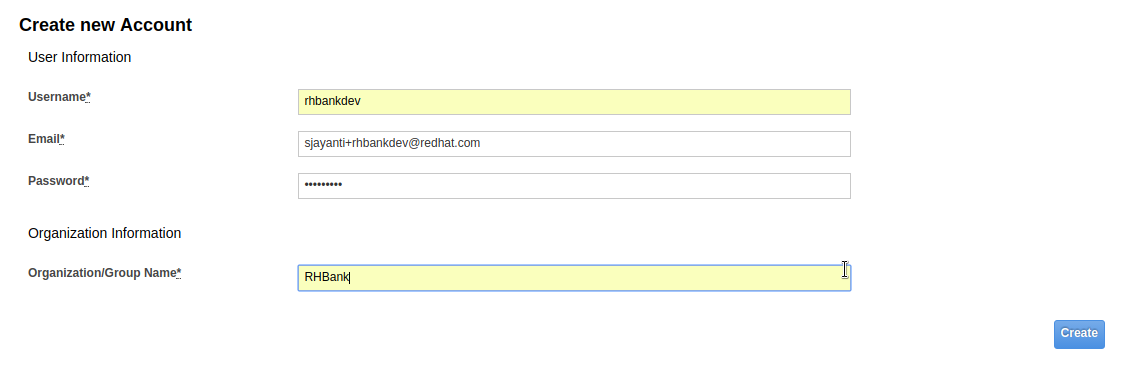 Create new Account
User Information
Username* rhbankdev
Email* sjayanti+rhbankdev@redhat.com
Password* •••••••••
Organization Information
Organization/Group Name* RHBank
Create